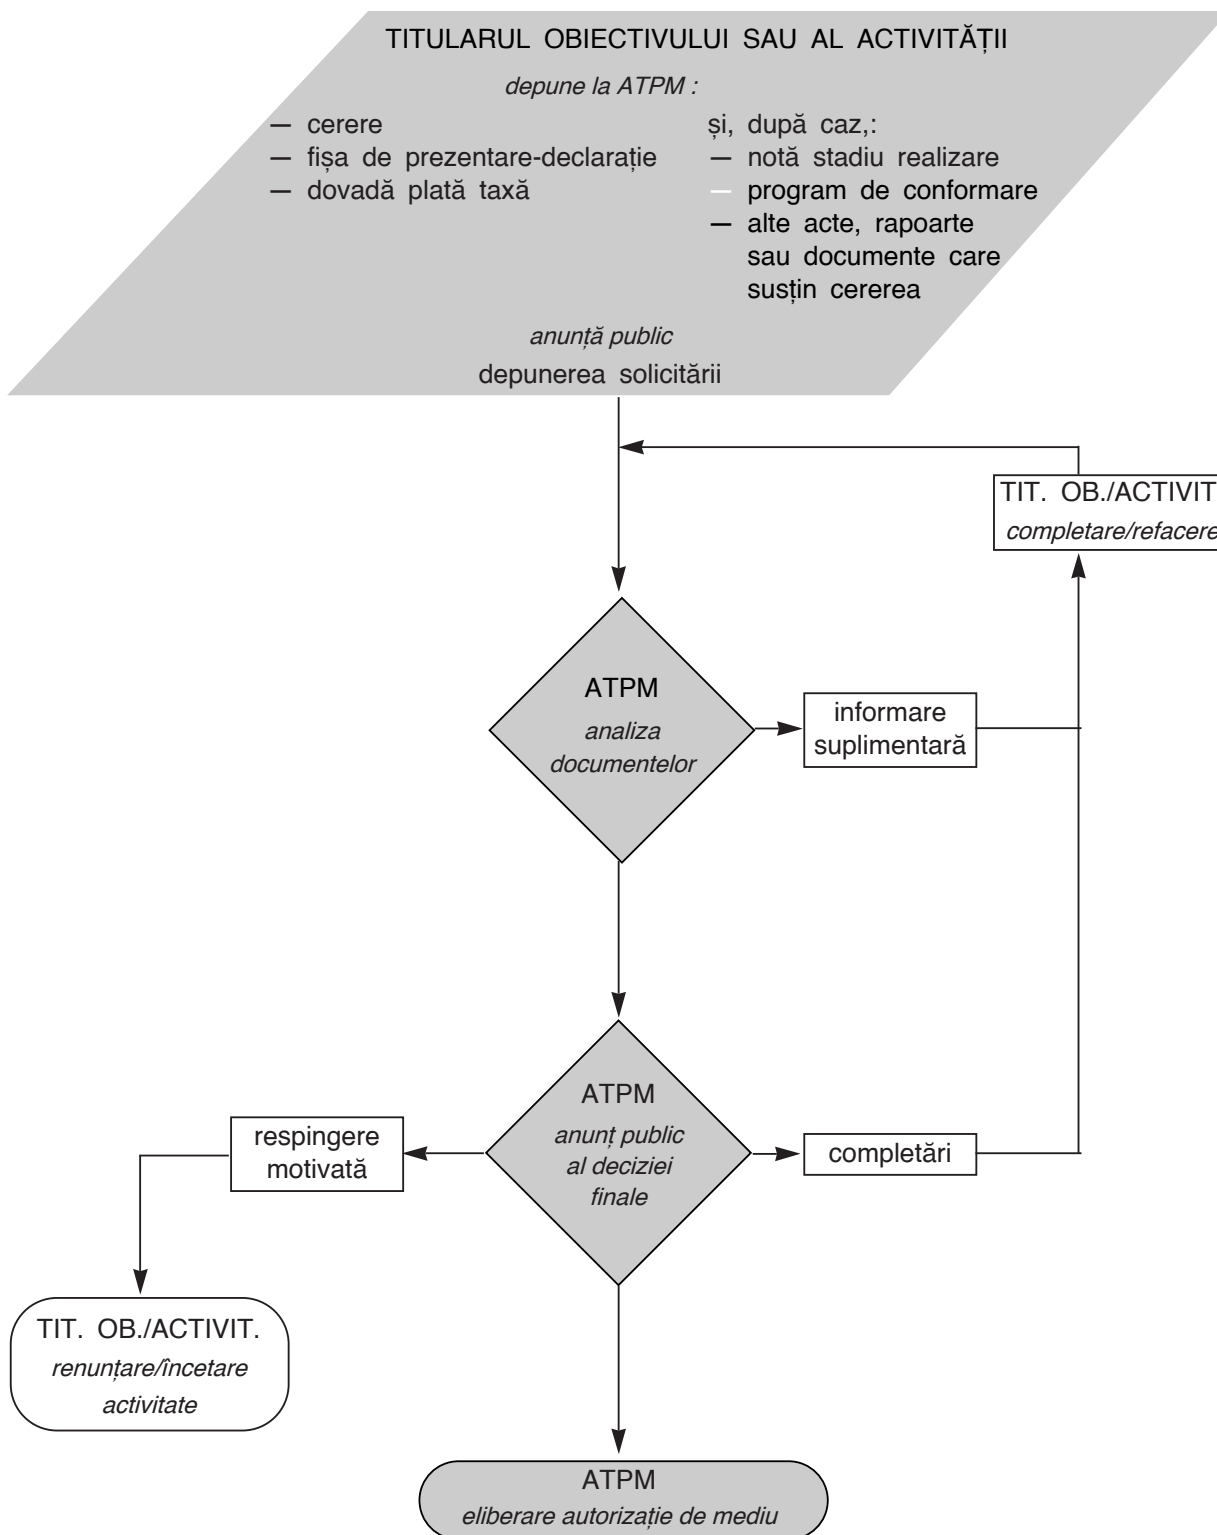 TITULARUL OBIECTIVULUI SAU AL ACTIVITĂȚII
depune la ATPM :
— cerere
— fișa de prezentare-declarație
— dovadă plată taxă
și, după caz,:
— notă stadiu realizare
— program de conformare
— alte acte, rapoarte
sau documente care
susțin cererea
anunță public
depunerea solicitării
TIT. OB./ACTIVIT
completare/refacere
ATPM
analiza
documentelor
informare
suplimentară
ATPM
anunț public
al deciziei
finale
respingere
motivată
completări
TIT. OB./ACTIVIT.
renunțare/încetare
activitate
ATPM
eliberare autorizație de mediu